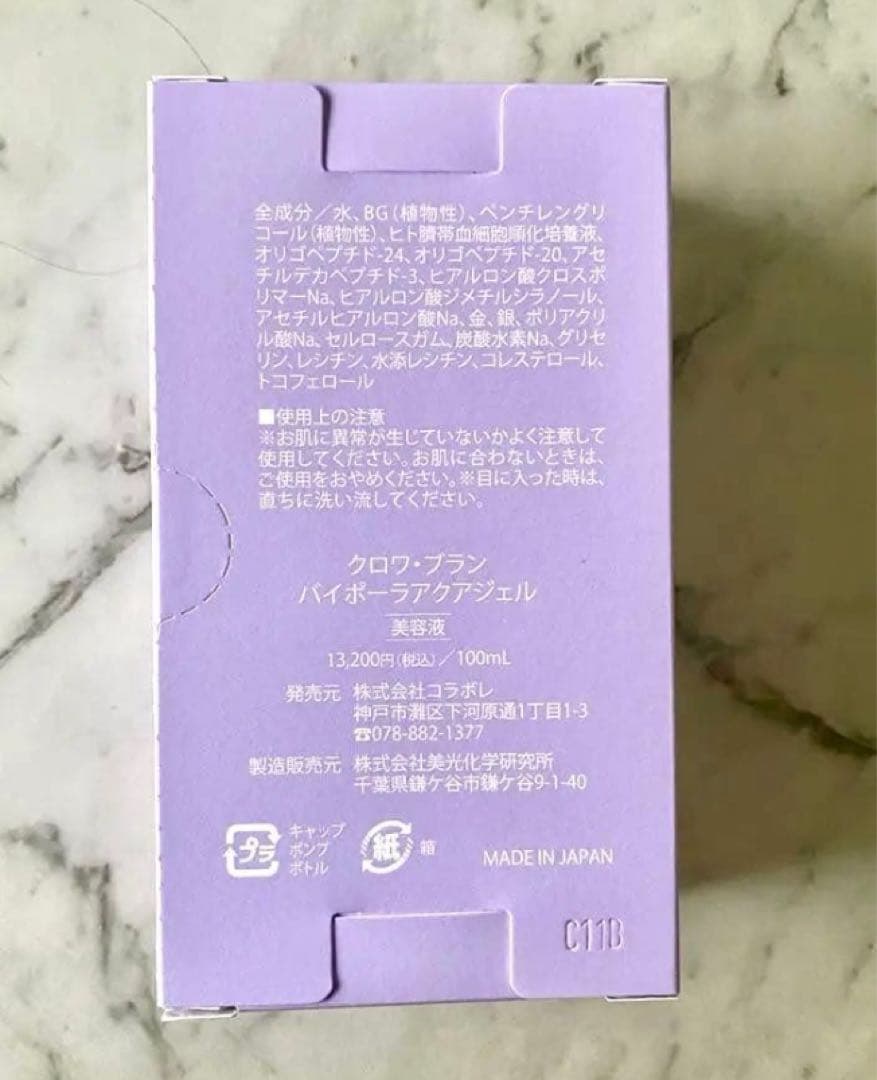 全成分／水、BG（植物性）、ペンチレングリ
コール（植物性）、ヒト臍帯血細胞順化培養液、
オリゴペプチド-24、オリゴペプチド-20、アセ
チルデカペプチド-3、ヒアルロン酸クロスポ
リマーNa、ヒアルロン酸ジメチルシラノール、
アセチルヒアルロン酸Na、金、銀、ポリアクリ
ル酸Na、セルロースガム、炭酸水素Na、グリセ
リン、レシチン、水添レシチン、コレステロール、
トコフェロール
■使用上の注意
※お肌に異常が生じていないかよく注意して
使用してください。お肌に合わないときは、
ご使用をおやめください。※目に入った時は、
直ちに洗い流してください。
クロワ・ブラン
バイポーラアクアジェル
美容液
13,200円（税込）／100mL
発売元 株式会社コラボレ
神戸市灘区下河原通1丁目1-3
☎078-882-1377
製造販売元 株式会社美光化学研究所
千葉県鎌ケ谷市鎌ケ谷9-1-40
プラ キャップ
ポンプ
ボトル
紙 箱
MADE IN JAPAN
C11B